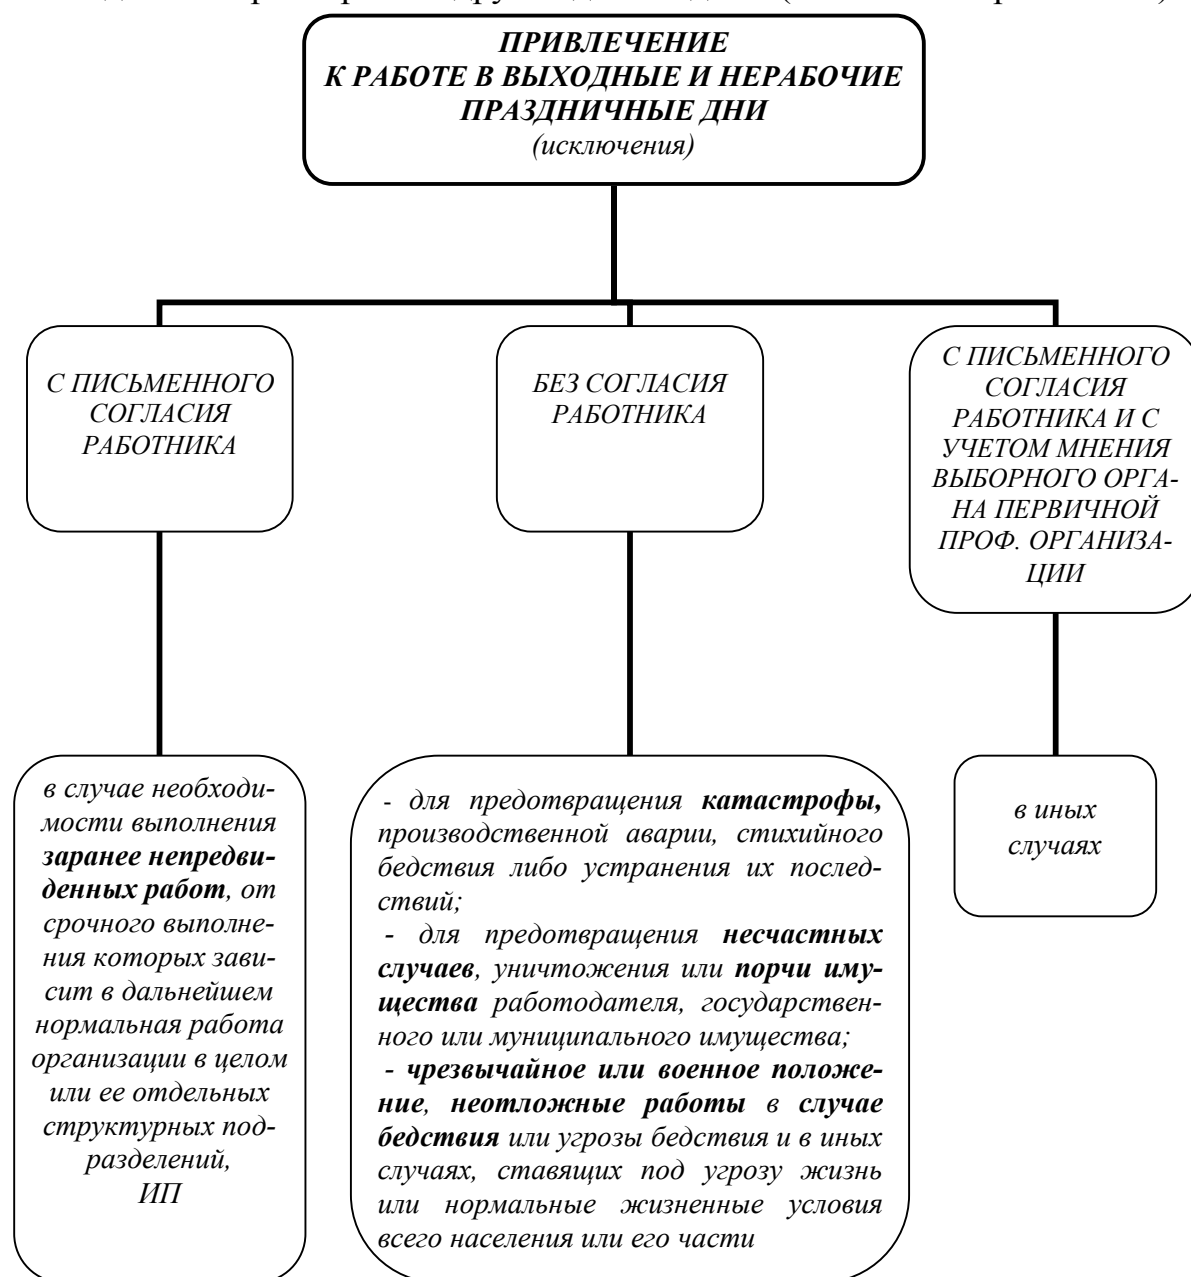 ПРИВЛЕЧЕНИЕ
К РАБОТЕ В ВЫХОДНЫЕ И НЕРАБОЧИЕ
ПРАЗДНИЧНЫЕ ДНИ
(исключения)
С ПИСЬМЕННОГО
СОГЛАСИЯ
РАБОТНИКА
БЕЗ СОГЛАСИЯ
РАБОТНИКА
С ПИСЬМЕННОГО
СОГЛАСИЯ
РАБОТНИКА И С
УЧЕТОМ МНЕНИЯ
ВЫБОРНОГО ОРГА-
НА ПЕРВИЧНОЙ
ПРОФ. ОРГАНИЗА-
ЦИИ
в случае необходи-
мости выполнения
заранее непредви-
денных работ, от
срочного выполне-
ния которых зави-
сит в дальнейшем
нормальная работа
организации в целом
или ее отдельных
структурных под-
разделений,
ИП
- для предотвращения катастрофы,
производственной аварии, стихийного
бедствия либо устранения их послед-
ствий;
- для предотвращения несчастных
случаев, уничтожения или порчи иму-
щества работодателя, государствен-
ного или муниципального имущества;
- чрезвычайное или военное положе-
ние, неотложные работы в случае
бедствия или угрозы бедствия и в иных
случаях, ставящих под угрозу жизнь
или нормальные жизненные условия
всего населения или его части
в иных
случаях